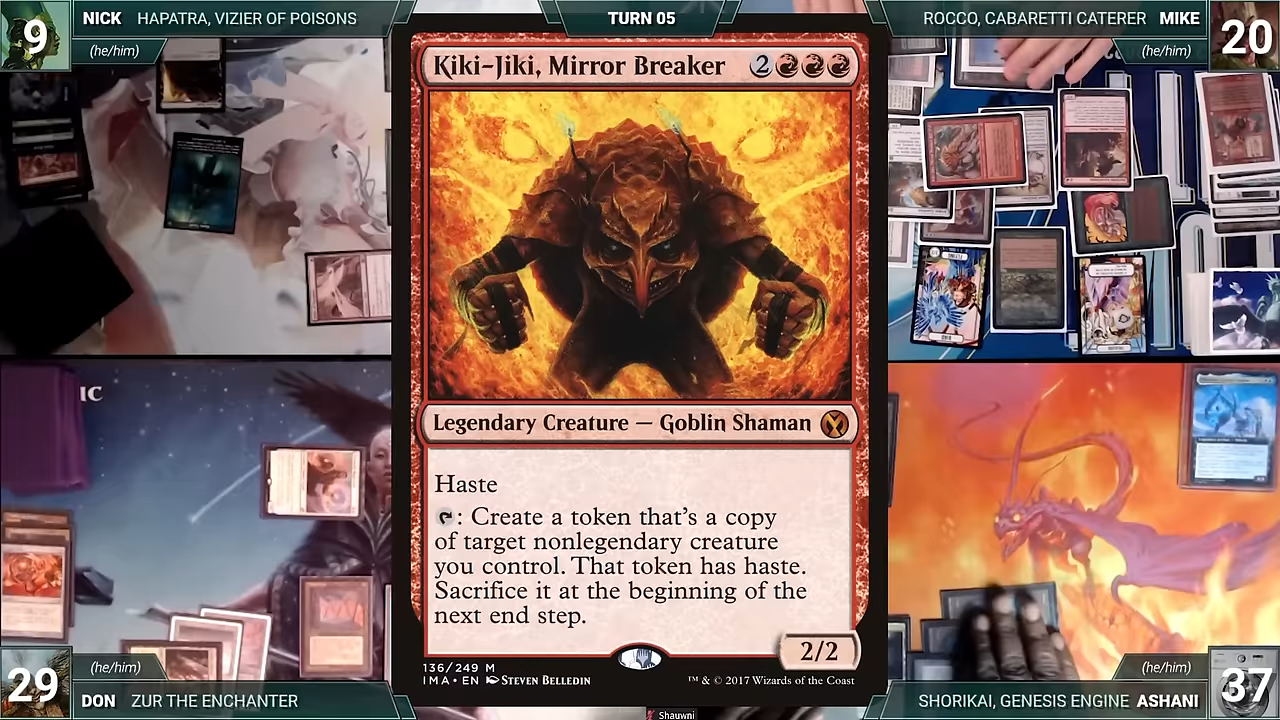 9
NICK HAPATRA, VIZIER OF POISONS
(he/him)
TURN 05
ROCCO, CABARETTI CATERER MIKE
(he/him)
20
Kiki-Jiki, Mirror Breaker 2
Legendary Creature — Goblin Shaman
Haste
: Create a token that's a copy
of target nonlegendary creature
you control. That token has haste.
Sacrifice it at the beginning of the
next end step.
2/2
136/249 M
IMA • EN Steven Belledin
™ & © 2017 Wizards of the Coast
IC
29
(he/him)
DON ZUR THE ENCHANTER
(he/him)
SHORIKAI, GENESIS ENGINE ASHANI
37
Shauwni